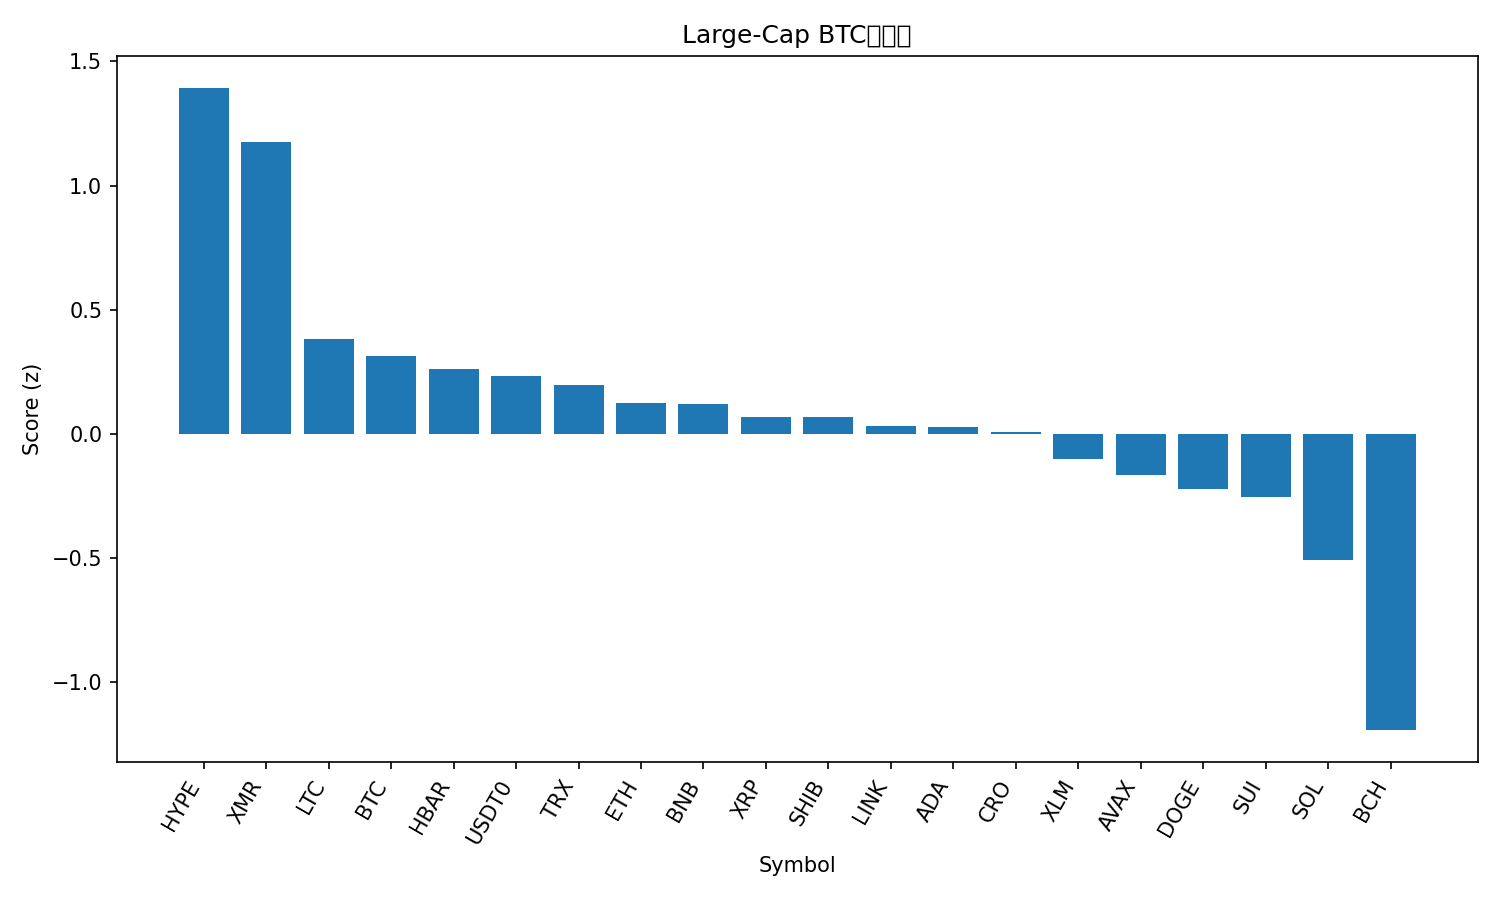 Large-Cap BTC
1.5
1.0
0.5
0.0
−0.5
−1.0
Score (z)
HYPE
XMR
LTC
BTC
HBAR
USDT0
TRX
ETH
BNB
XRP
SHIB
LINK
ADA
CRO
XLM
AVAX
DOGE
SUI
SOL
BCH
Symbol